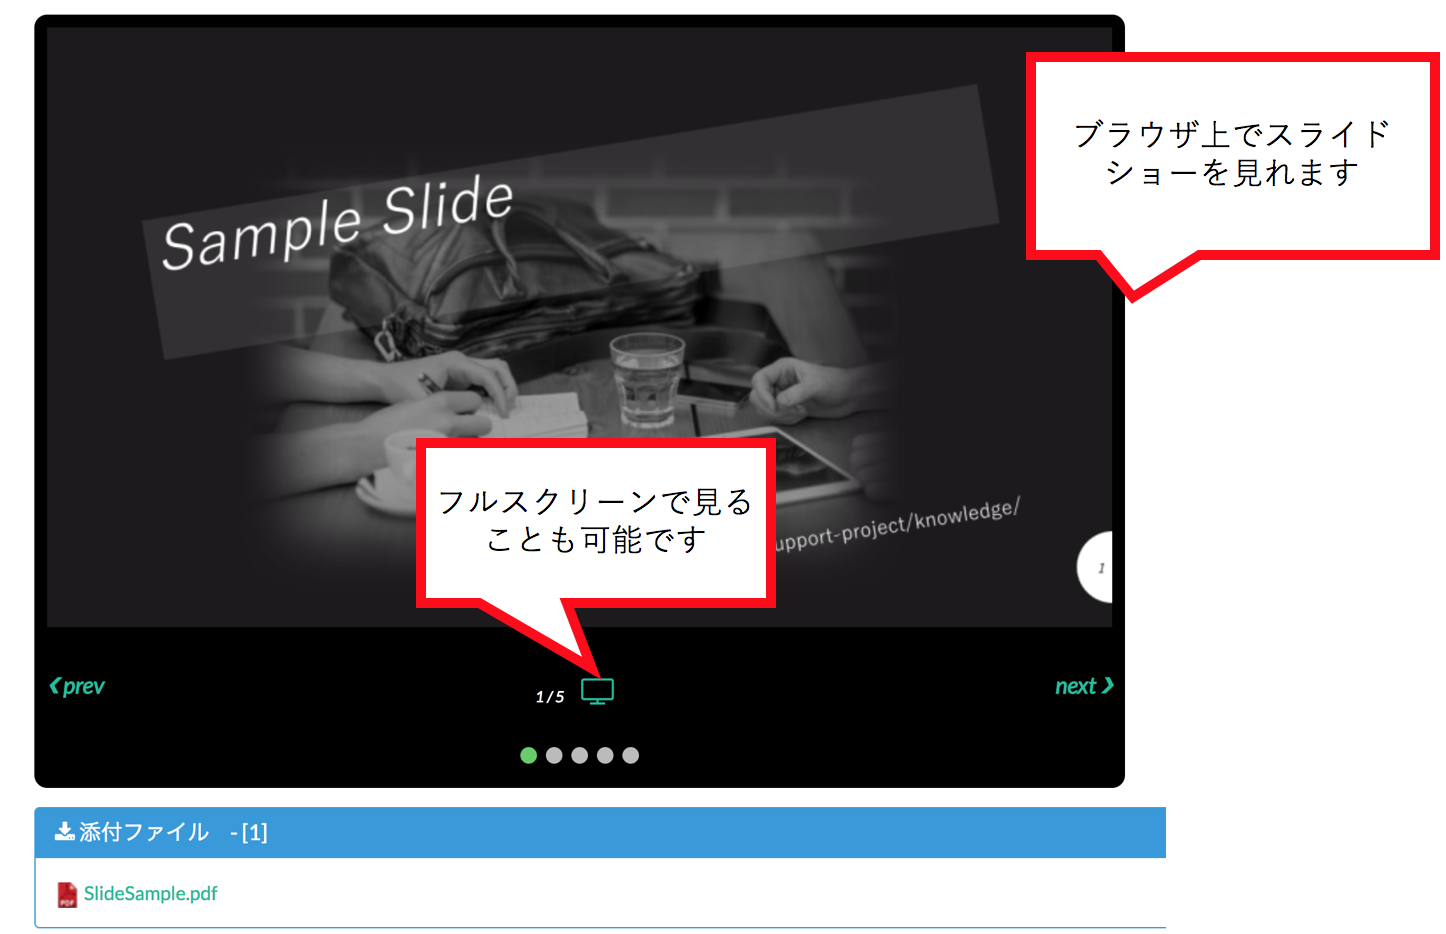 ブラウザ上でスライド
ショーを見れます
Sample Slide
フルスクリーンで見る
ことも可能です
upport-project/knowledge/
1
prev
1/5
next
添付ファイル -[1]
PDF
SlideSample.pdf